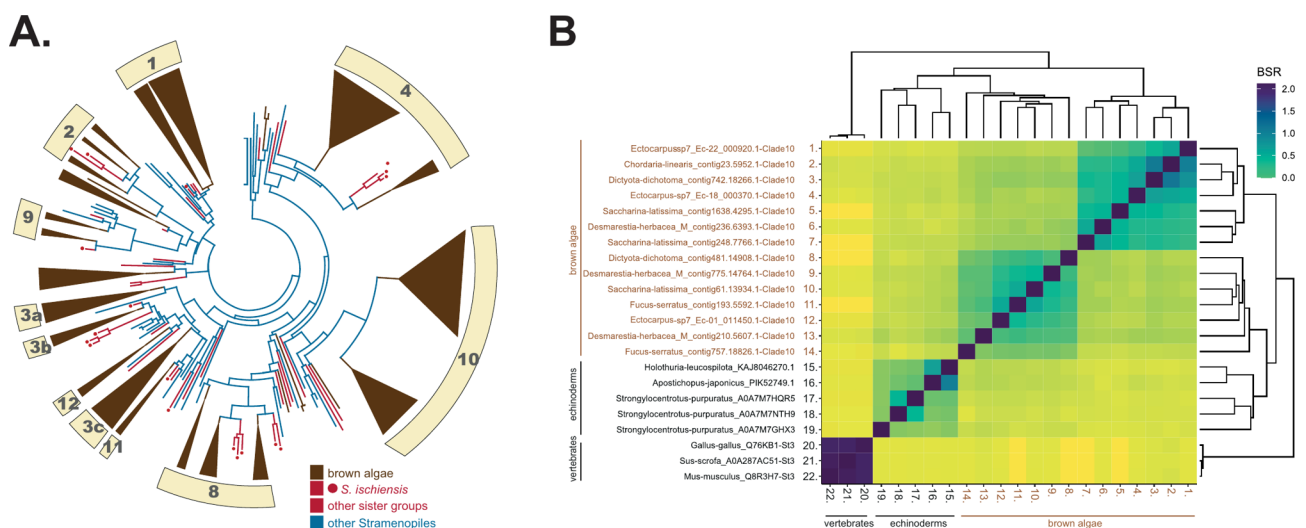 A.
1
2
4
9
3a
3b
12
3c
11
8
10
brown algae
S. ischiensis
other sister groups
other Stramenopiles
B
BSR
2.0
1.5
1.0
0.5
0.0
brown algae
echinoderms
vertebrates
Ectocarpussp7_Ec-22_000920.1-Clade10 1.
Chordaria-linearis_contig23.5952.1-Clade10 2.
Dictyota-dichotoma_contig742.18266.1-Clade10 3.
Ectocarpus-sp7_Ec-18_000370.1-Clade10 4.
Saccharina-latissima_contig1638.4295.1-Clade10 5.
Desmarestia-herbacea_M_contig236.6393.1-Clade10 6.
Saccharina-latissima_contig248.7766.1-Clade10 7.
Dictyota-dichotoma_contig481.14908.1-Clade10 8.
Desmarestia-herbacea_M_contig775.14764.1-Clade10 9.
Saccharina-latissima_contig61.13934.1-Clade10 10.
Fucus-serratus_contig193.5592.1-Clade10 11.
Ectocarpus-sp7_Ec-01_011450.1-Clade10 12.
Desmarestia-herbacea_M_contig210.5607.1-Clade10 13.
Fucus-serratus_contig757.18826.1-Clade10 14.
Holothuria-leucospilota_KAJ8046270.1 15.
Apostichopus-japonicus_PIK52749.1 16.
Strongylocentrotus-purpuratus_A0A7M7HQR5 17.
Strongylocentrotus-purpuratus_A0A7M7NTH9 18.
Strongylocentrotus-purpuratus_A0A7M7GHX3 19.
Gallus-gallus_Q76KB1-St3 20.
Sus-scrofa_A0A287AC51-St3 21.
Mus-musculus_Q8R3H7-St3 22.
22. 21. 20. 19. 18. 17. 16. 15. 14. 13. 12. 11. 10. 9. 8. 7. 6. 5. 4. 3. 2. 1.
vertebrates echinoderms brown algae